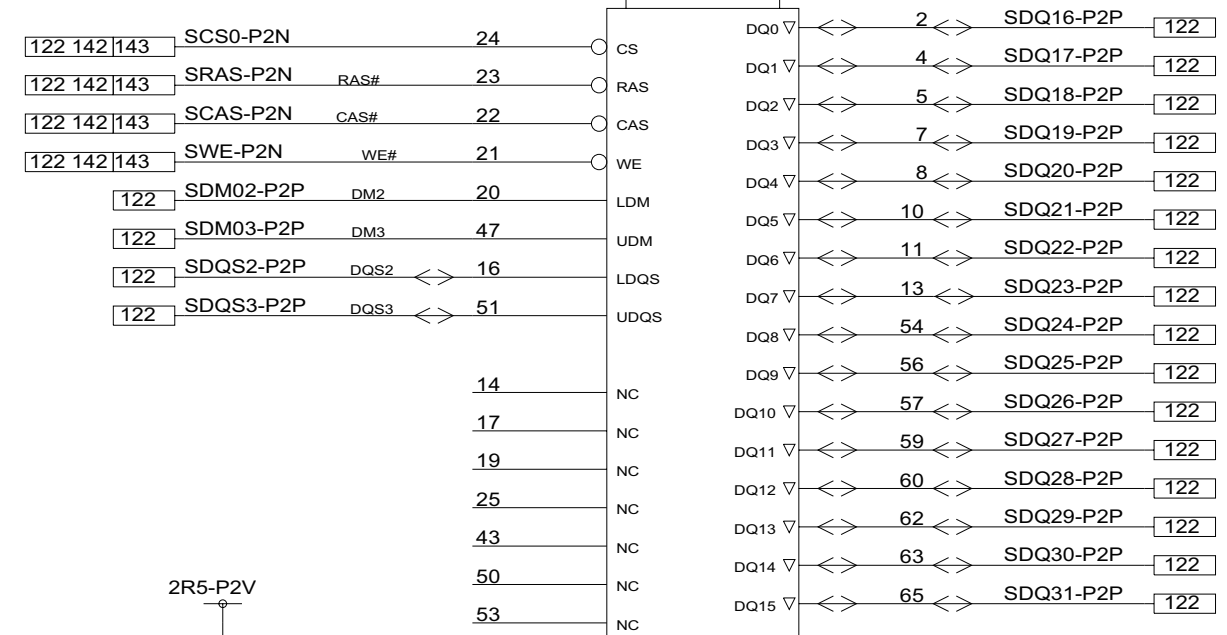 122 142 143 SCS0-P2N 24 CS DQ0 2 SDQ16-P2P 122
122 142 143 SRAS-P2N RAS# 23 RAS DQ1 4 SDQ17-P2P 122
122 142 143 SCAS-P2N CAS# 22 CAS DQ2 5 SDQ18-P2P 122
122 142 143 SWE-P2N WE# 21 WE DQ3 7 SDQ19-P2P 122
122 SDM02-P2P DM2 20 LDM DQ4 8 SDQ20-P2P 122
122 SDM03-P2P DM3 47 UDM DQ5 10 SDQ21-P2P 122
122 SDQS2-P2P DQS2 16 LDQS DQ6 11 SDQ22-P2P 122
122 SDQS3-P2P DQS3 51 UDQS DQ7 13 SDQ23-P2P 122
DQ8 54 SDQ24-P2P 122
14 NC DQ9 56 SDQ25-P2P 122
17 NC DQ10 57 SDQ26-P2P 122
19 NC DQ11 59 SDQ27-P2P 122
25 NC DQ12 60 SDQ28-P2P 122
43 NC DQ13 62 SDQ29-P2P 122
50 NC DQ14 63 SDQ30-P2P 122
2R5-P2V
53 NC DQ15 65 SDQ31-P2P 122